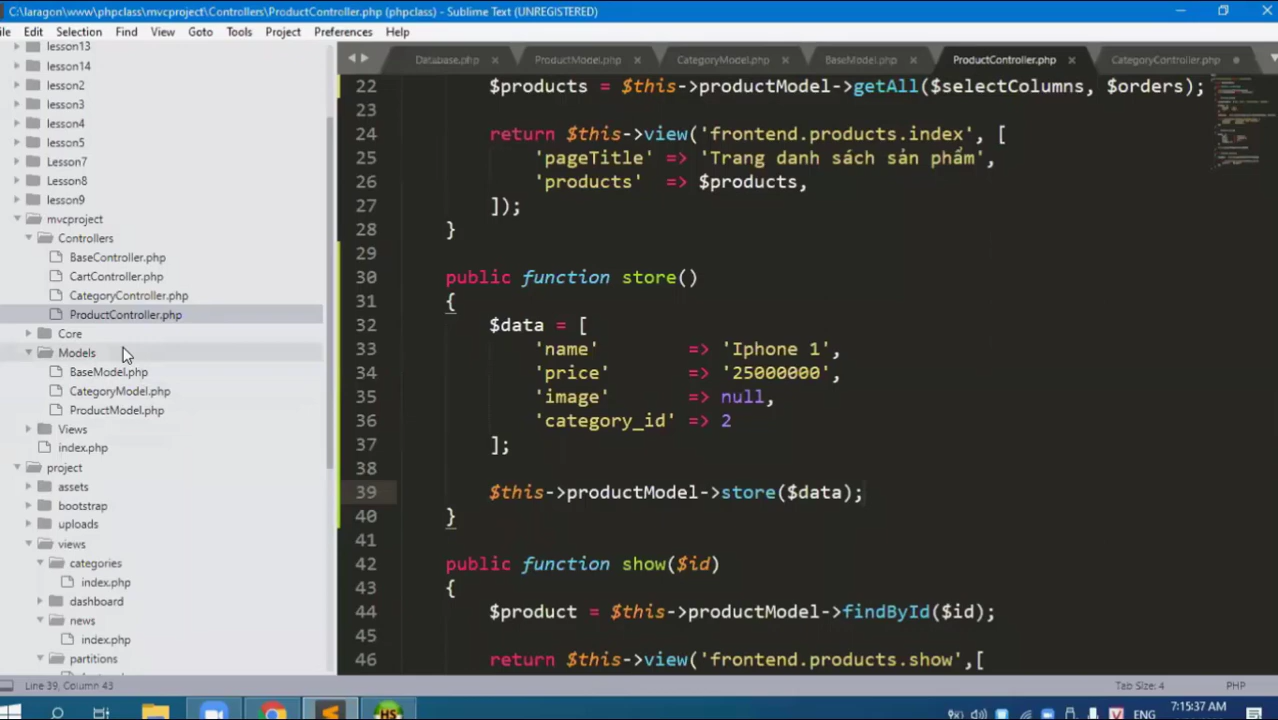 C:\laragon\www\phpclass\mvcproject\Controllers\ProductController.php (phpclass) - Sublime Text (UNREGISTERED)
Edit Selection Find View Goto Tools Project Preferences Help
lesson13
lesson14
lesson2
lesson3
lesson4
lesson5
Lesson7
Lesson8
lesson9
mvcproject
Controllers
BaseController.php
CartController.php
CategoryController.php
ProductController.php
Core
Models
BaseModel.php
CategoryModel.php
ProductModel.php
Views
index.php
project
assets
bootstrap
uploads
views
categories
index.php
dashboard
news
index.php
partitions
Database.php ProductModel.php CategoryModel.php BaseModel.php ProductController.php CategoryController.php
22 $products = $this->productModel->getAll($selectColumns, $orders);
23
24 return $this->view('frontend.products.index', [
25 'pageTitle' => 'Trang danh sách sản phẩm',
26 'products' => $products,
27 ]);
28 }
29
30 public function store()
31 {
32 $data = [
33 'name' => 'Iphone 1',
34 'price' => '25000000',
35 'image' => null,
36 'category_id' => 2
37 ];
38
39 $this->productModel->store($data);
40 }
41
42 public function show($id)
43 {
44 $product = $this->productModel->findById($id);
45
46 return $this->view('frontend.products.show',[
Line 39, Column 43 Tab Size: 4 PHP
HS V ENG 7:15:37 AM